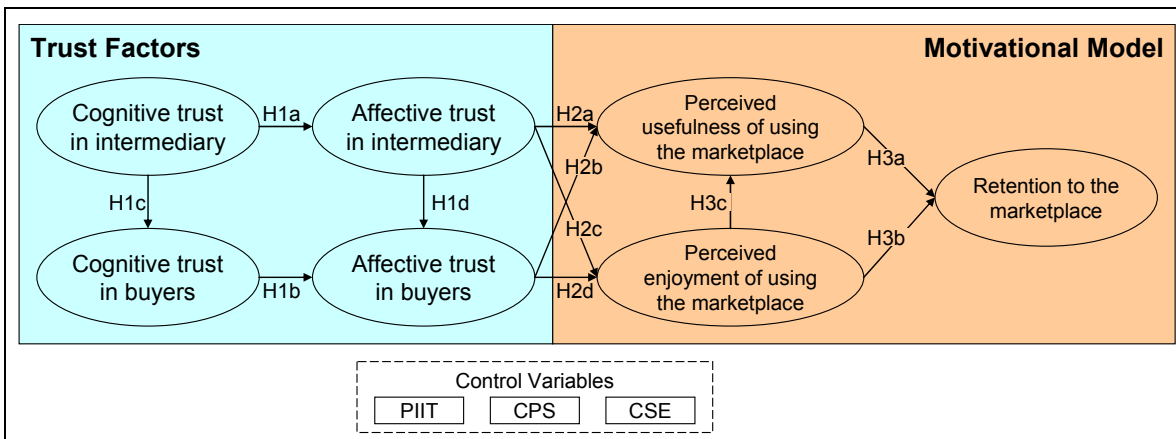 Trust Factors
Motivational Model
Cognitive trust
in intermediary
H1a
Affective trust
in intermediary
H2a
Perceived
usefulness of using
the marketplace
H2b
H3a
H1c
H1d
H3c
Retention to the
marketplace
H2c
H3b
Cognitive trust
in buyers
H1b
Affective trust
in buyers
H2d
Perceived
enjoyment of using
the marketplace
Control Variables
PIIT
CPS
CSE